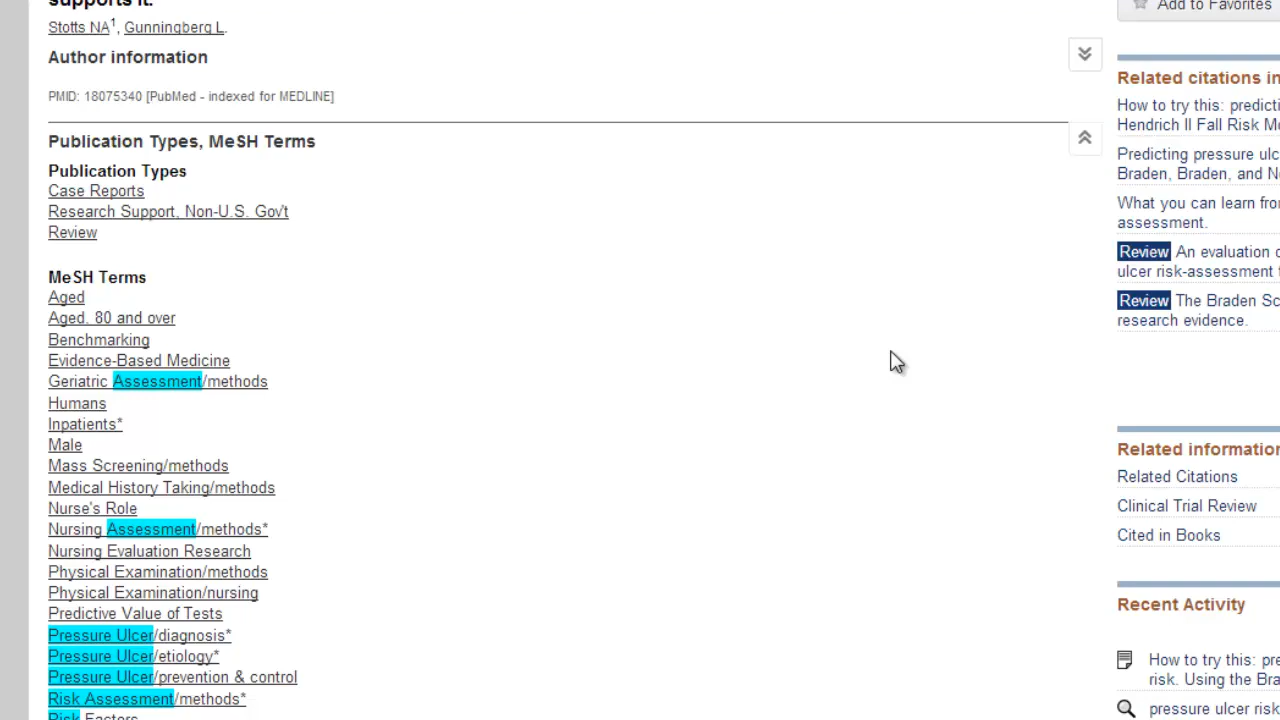 supports it.
Stotts NA1, Gunningberg L.
Author information
PMID: 18075340 [PubMed - indexed for MEDLINE]
Publication Types, MeSH Terms
Publication Types
Case Reports
Research Support, Non-U.S. Gov't
Review
MeSH Terms
Aged
Aged, 80 and over
Benchmarking
Evidence-Based Medicine
Geriatric Assessment/methods
Humans
Inpatients*
Male
Mass Screening/methods
Medical History Taking/methods
Nurse's Role
Nursing Assessment/methods*
Nursing Evaluation Research
Physical Examination/methods
Physical Examination/nursing
Predictive Value of Tests
Pressure Ulcer/diagnosis*
Pressure Ulcer/etiology*
Pressure Ulcer/prevention & control
Risk Assessment/methods*
Risk Factors
Add to Favorites
Related citations in
How to try this: predicti
Hendrich II Fall Risk Mo
Predicting pressure ulc
Braden, Braden, and N
What you can learn fro
assessment.
Review An evaluation o
ulcer risk-assessment
Review The Braden Sc
research evidence.
Related information
Related Citations
Clinical Trial Review
Cited in Books
Recent Activity
How to try this: pre
risk. Using the Bra
pressure ulcer risk